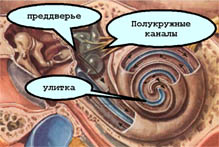 преддверье
Полукружные
каналы
улитка